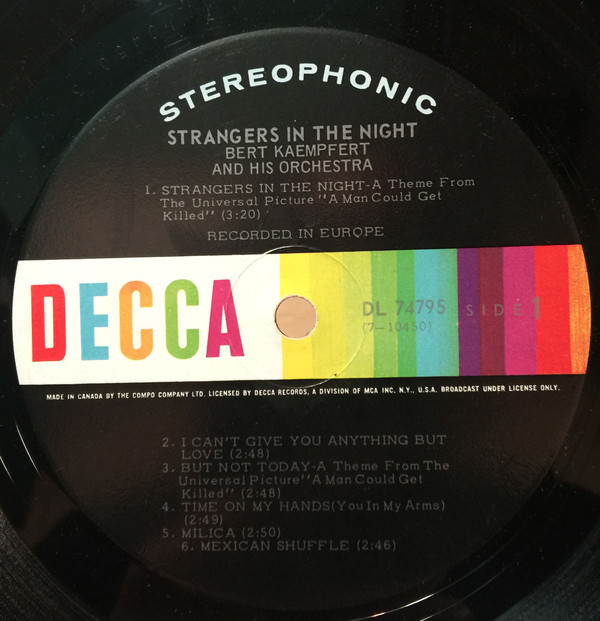 STEREOPHONIC
STRANGERS IN THE NIGHT
BERT KAEMPFERT
AND HIS ORCHESTRA
1. STRANGERS IN THE NIGHT-A Theme From
The Universal Picture "A Man Could Get
Killed" (3:20)
RECORDED IN EUROPE
DECCA
DL 74795 SIDE 1
(7-10450)
MADE IN CANADA BY THE COMPO COMPANY LTD. LICENSED BY DECCA RECORDS, A DIVISION OF MCA INC. N.Y., U.S.A. BROADCAST UNDER LICENSE ONLY.
2. I CAN'T GIVE YOU ANYTHING BUT
LOVE (2:48)
3. BUT NOT TODAY-A Theme From The
Universal Picture "A Man Could Get
Killed" (2:48)
4. TIME ON MY HANDS(You In My Arms)
(2:49)
5. MILICA (2:50)
6. MEXICAN SHUFFLE (2:46)